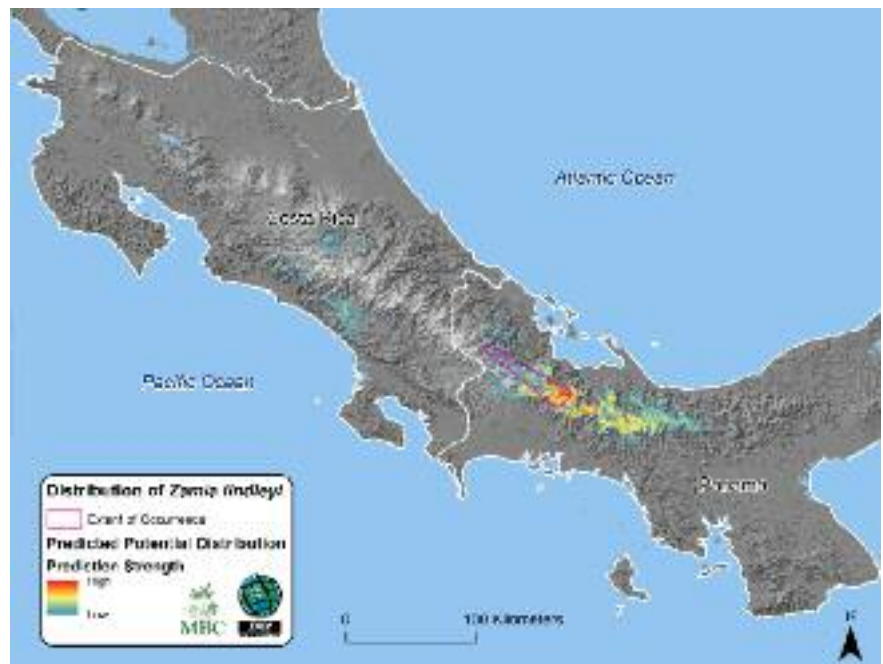 Atlantic Ocean
Costa Rica
Pacific Ocean
Panama
Distribution of Zamia lindleyi
Extent of Occurrence
Predicted Potential Distribution
Prediction Strength
High
Low
MBC
0 100 Kilometers
N